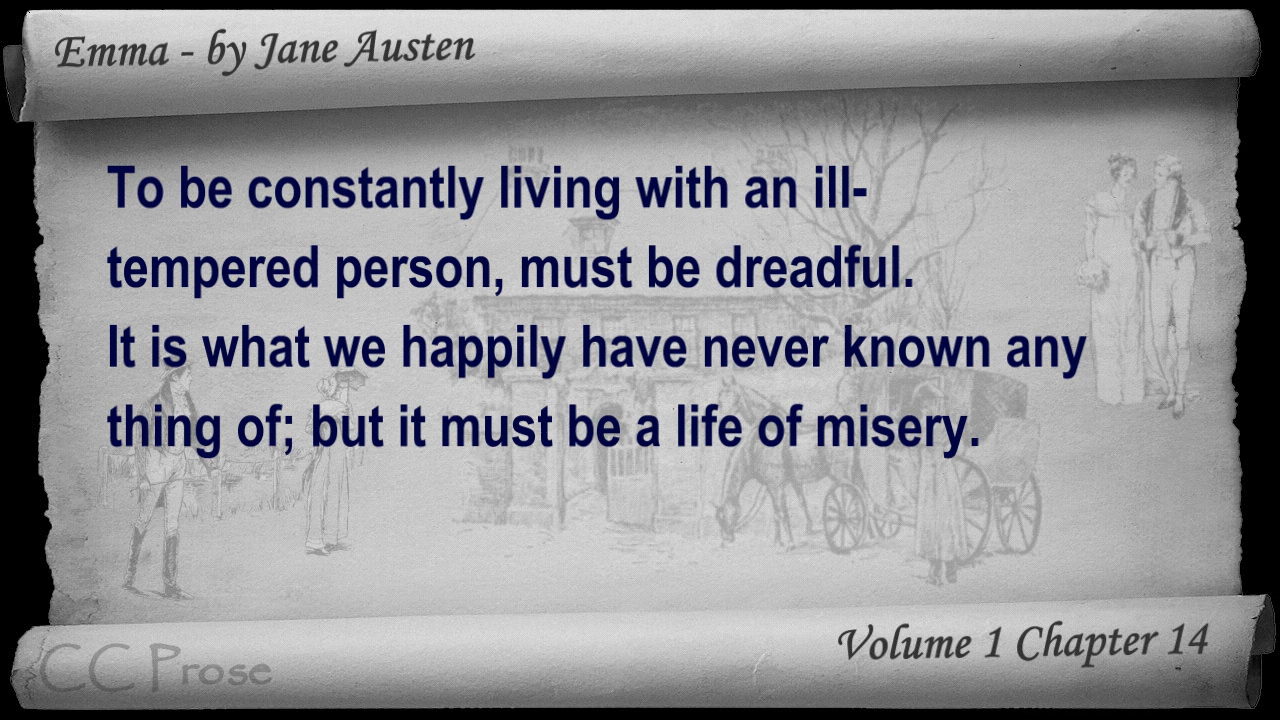 Emma - by Jane Austen
To be constantly living with an ill-
tempered person, must be dreadful.
It is what we happily have never known any
thing of; but it must be a life of misery.
Volume 1 Chapter 14
CC Prose